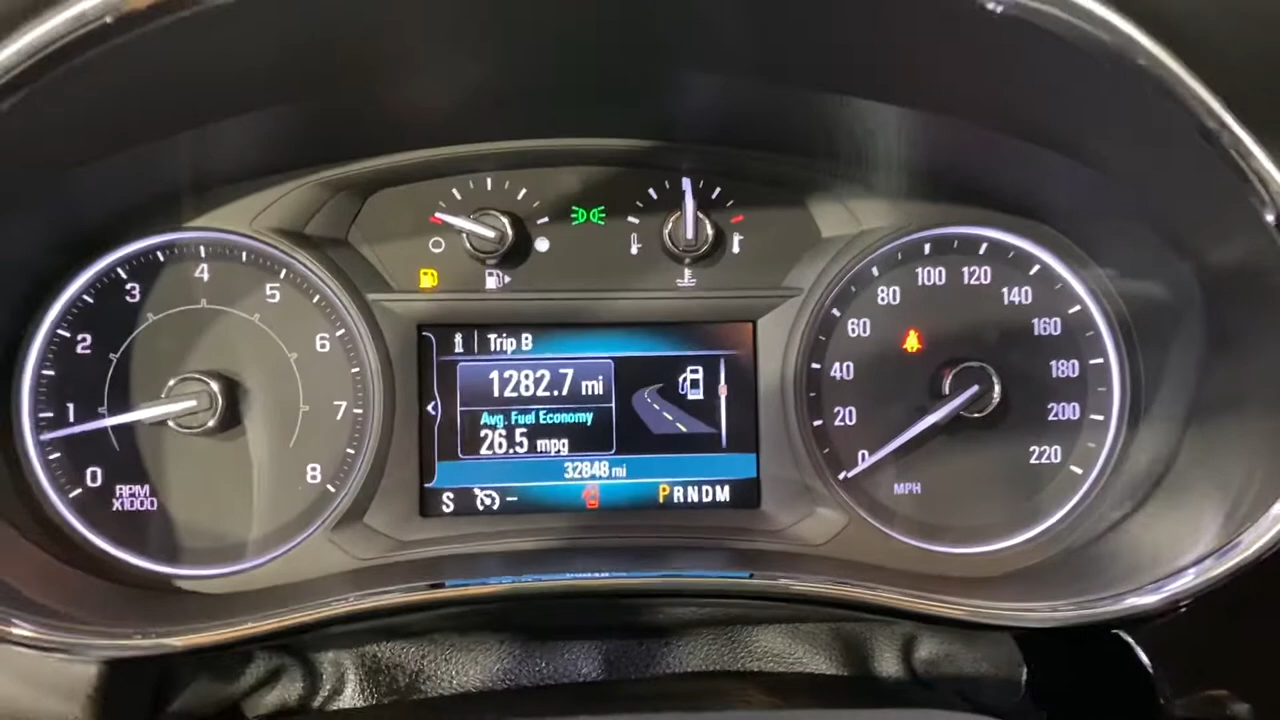 0
1
2
3
4
5
6
7
8
RPM
X1000
i Trip B
1282.7 mi
Avg. Fuel Economy
26.5 mpg
32848 mi
S
PRNDM
0
20
40
60
80
100
120
140
160
180
200
220
MPH